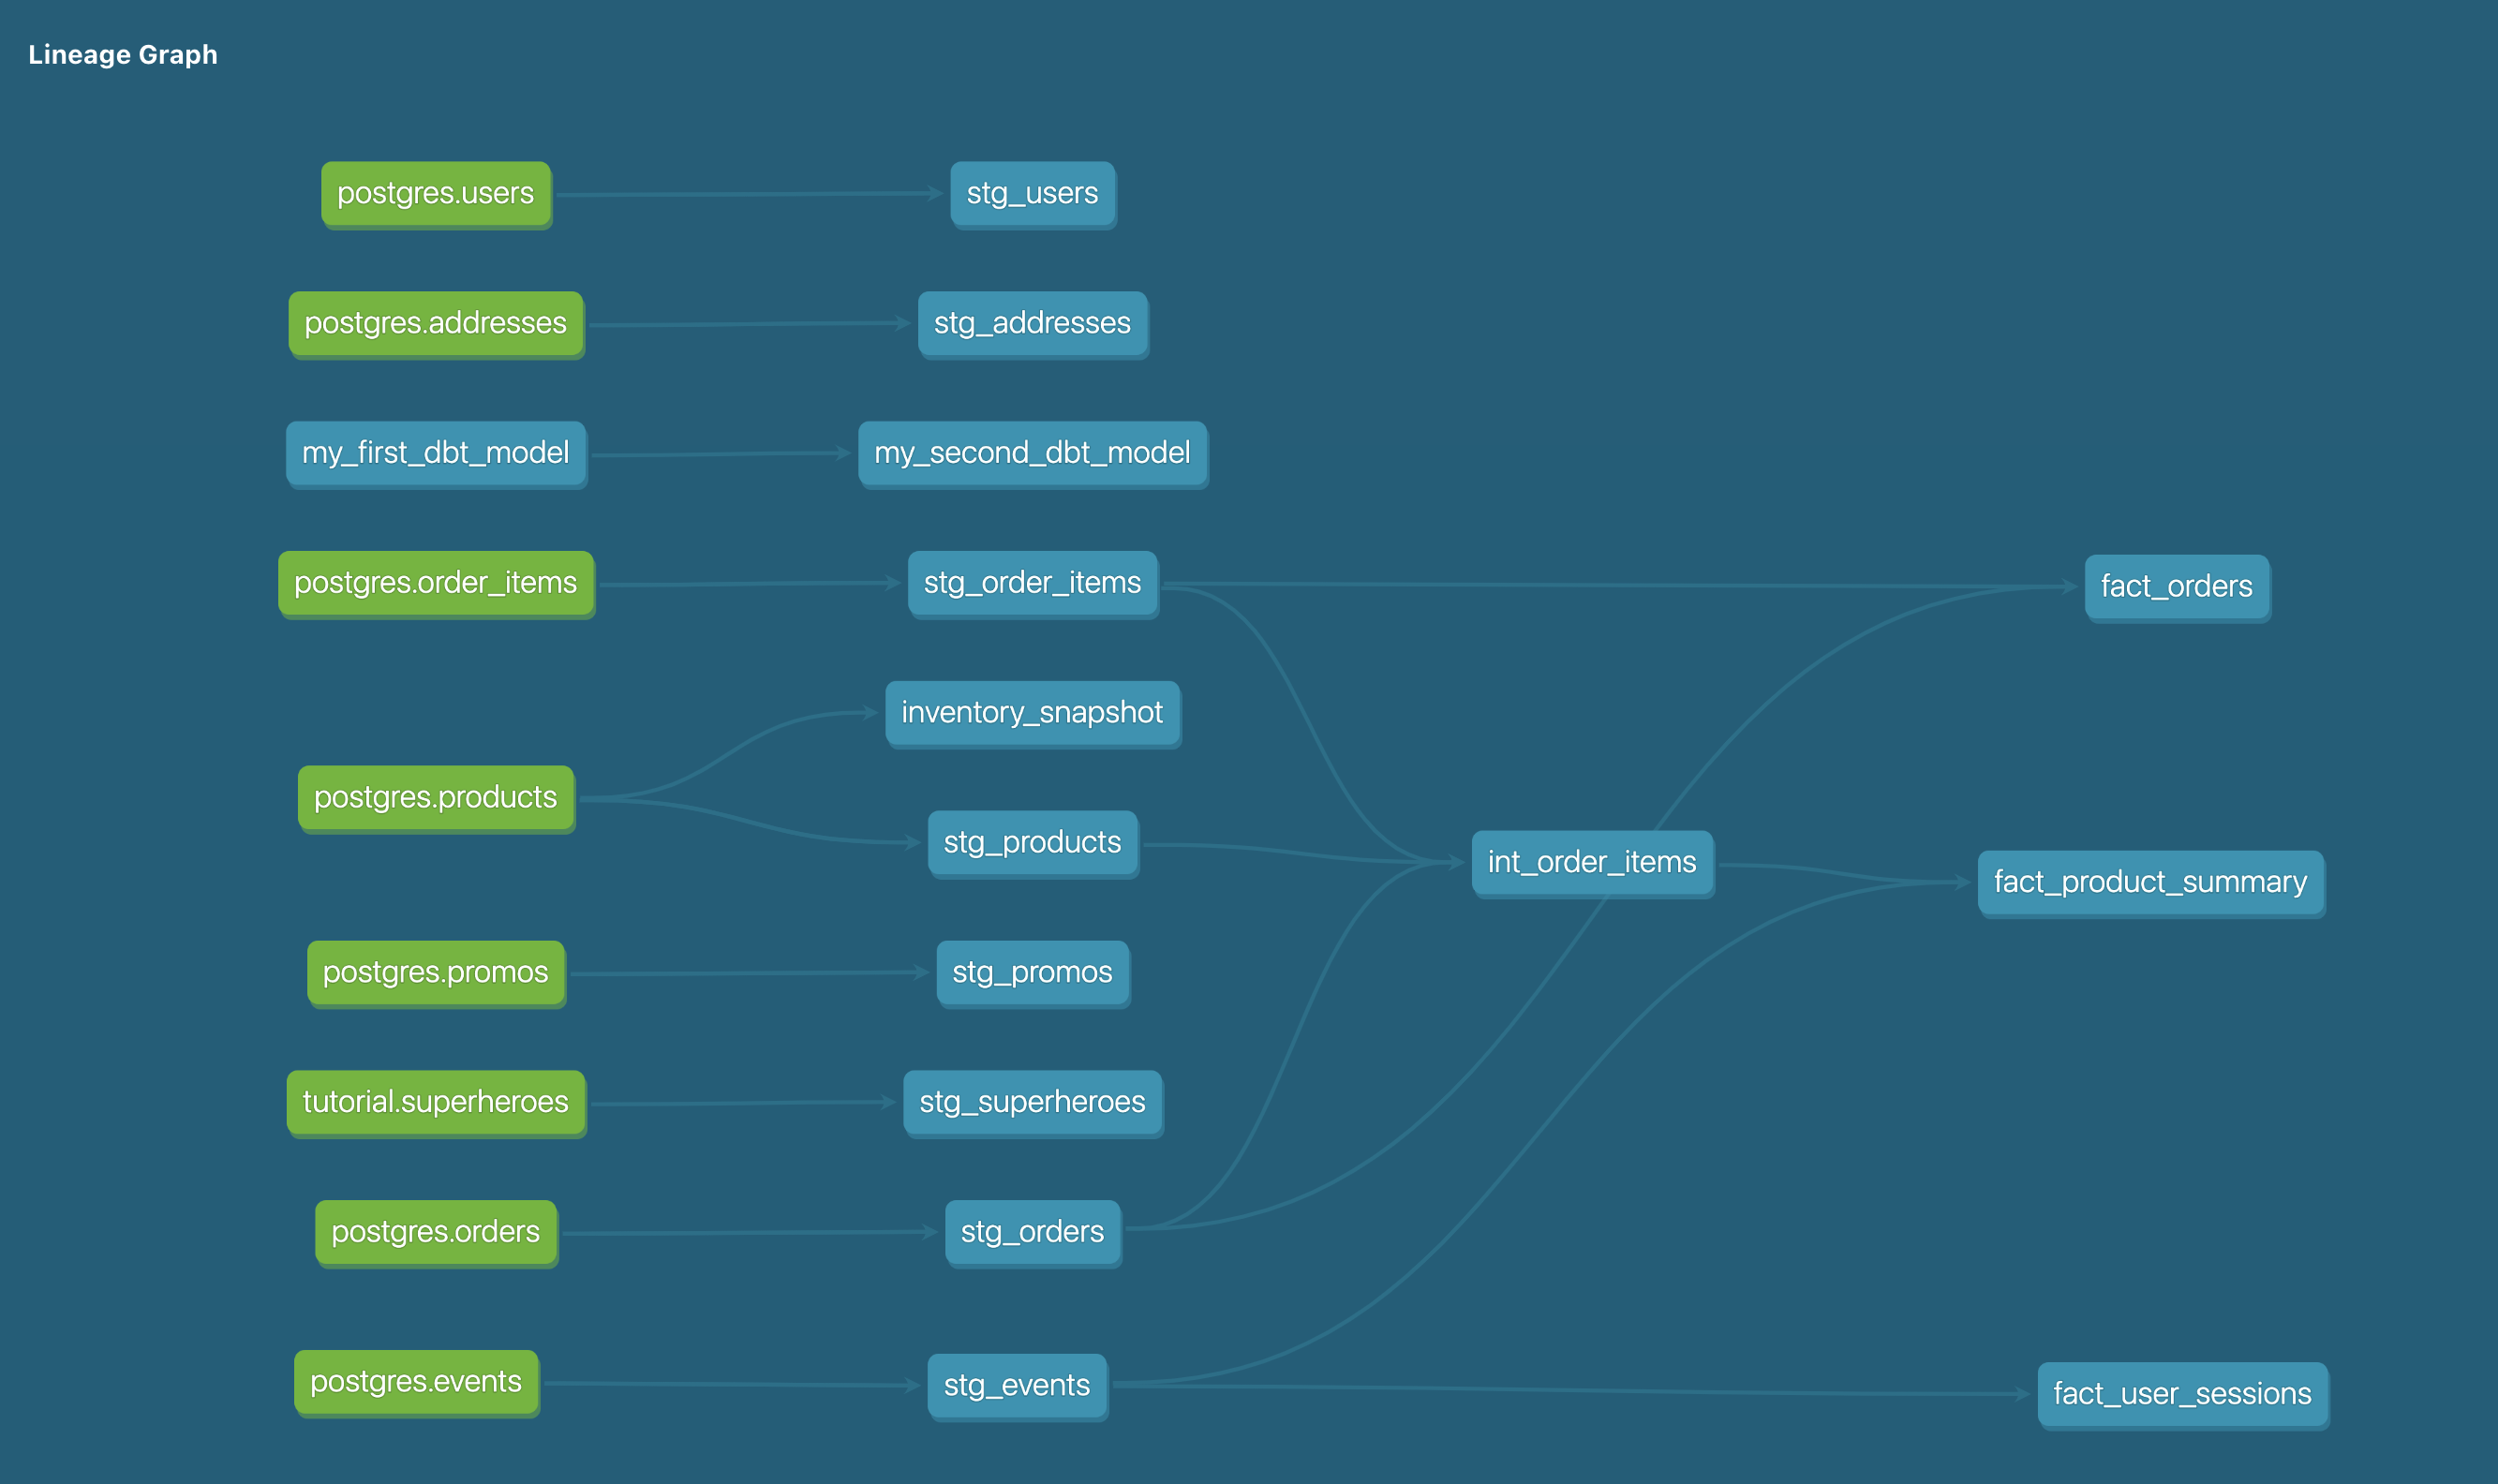 Lineage Graph
postgres.users
stg_users
postgres.addresses
stg_addresses
my_first_dbt_model
my_second_dbt_model
postgres.order_items
stg_order_items
fact_orders
inventory_snapshot
postgres.products
stg_products
int_order_items
fact_product_summary
postgres.promos
stg_promos
tutorial.superheroes
stg_superheroes
postgres.orders
stg_orders
postgres.events
stg_events
fact_user_sessions